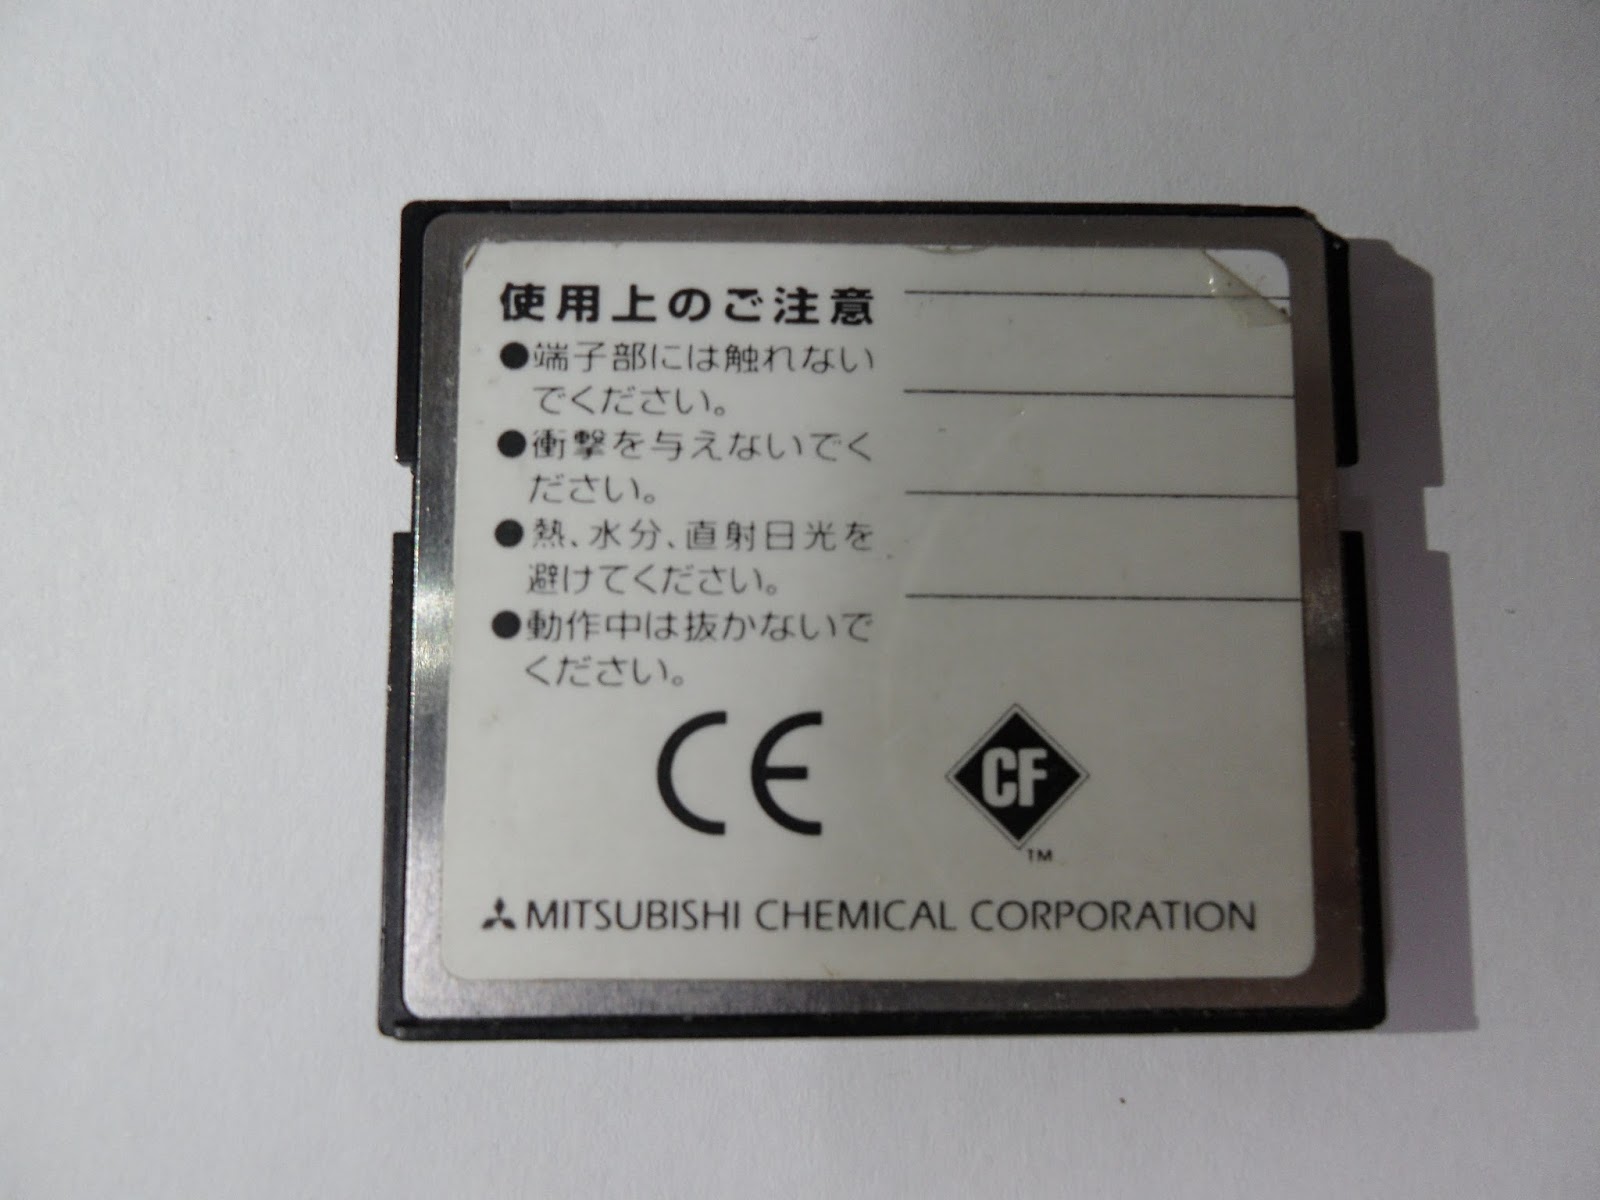 使用上のご注意
●端子部には触れない
でください。
●衝撃を与えないでく
ださい。
●熱、水分、直射日光を
避けてください。
●動作中は抜かないで
ください。
CE
CF
TM
MITSUBISHI CHEMICAL CORPORATION